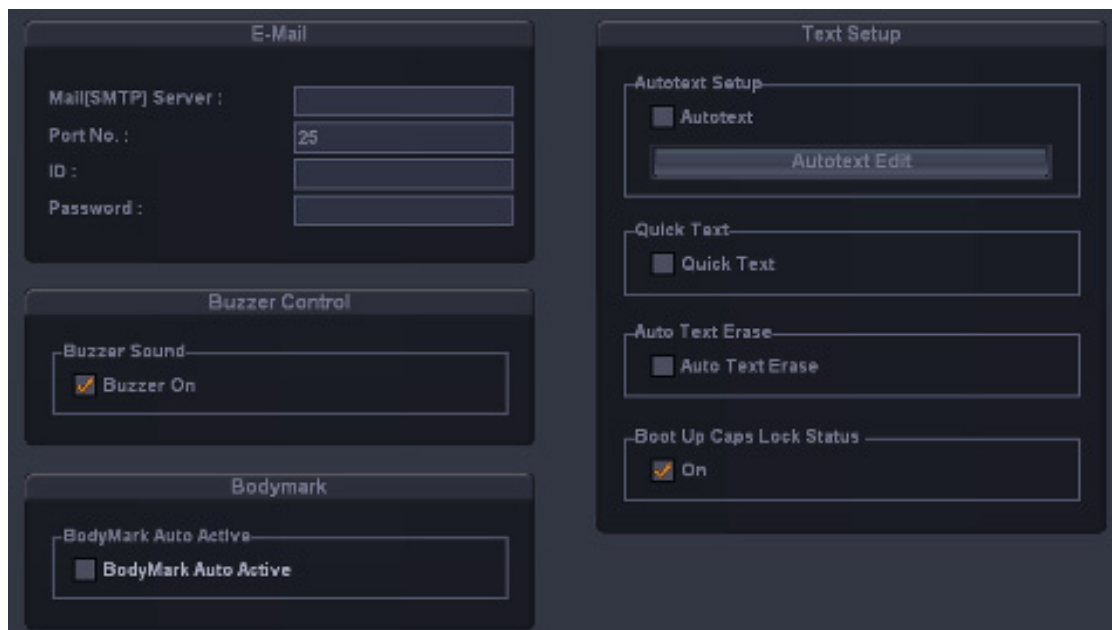 E-Mail
Mail[SMTP] Server :
Port No. :
25
ID :
Password :
Buzzer Control
Buzzer Sound
Buzzer On
Bodymark
BodyMark Auto Active
BodyMark Auto Active
Text Setup
Autotext Setup
Autotext
Autotext Edit
Quick Text
Quick Text
Auto Text Erase
Auto Text Erase
Boot Up Caps Lock Status
On